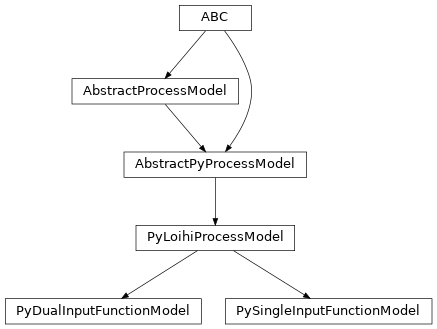 ABC
AbstractProcessModel
AbstractPyProcessModel
PyLoihiProcessModel
PyDualInputFunctionModel
PySingleInputFunctionModel